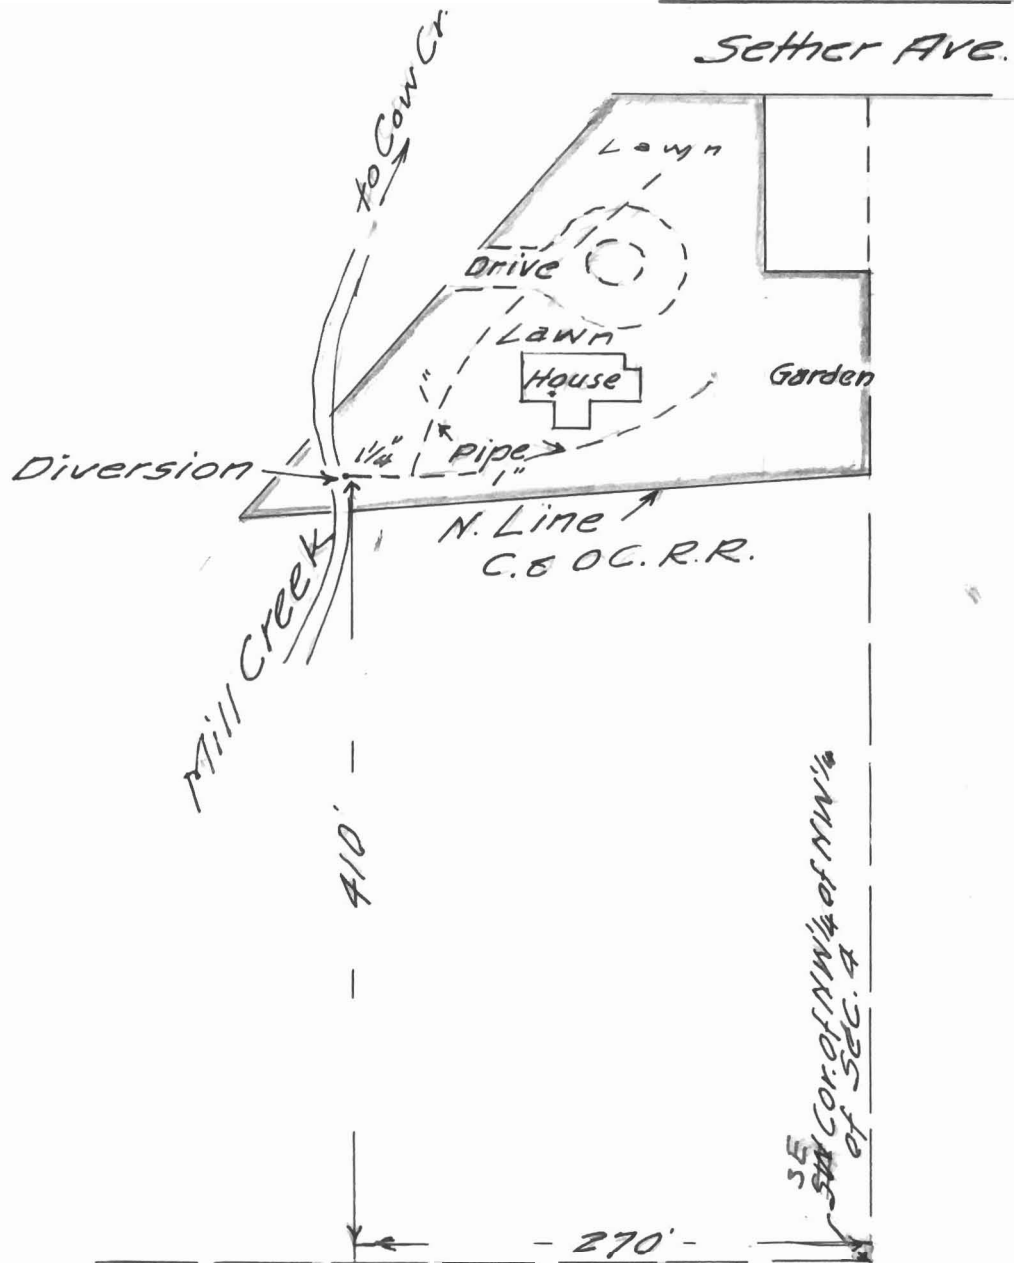 Sether Ave.
to Cow Cr.
Lawn
Drive
Lawn
House
Garden
1"
1¼"
Pipe
1"
Diversion
N. Line
C. & O C. R.R.
Mill Creek
410'
SE
Cor. of NW¼ of NW¼
of Sec. 4
270'